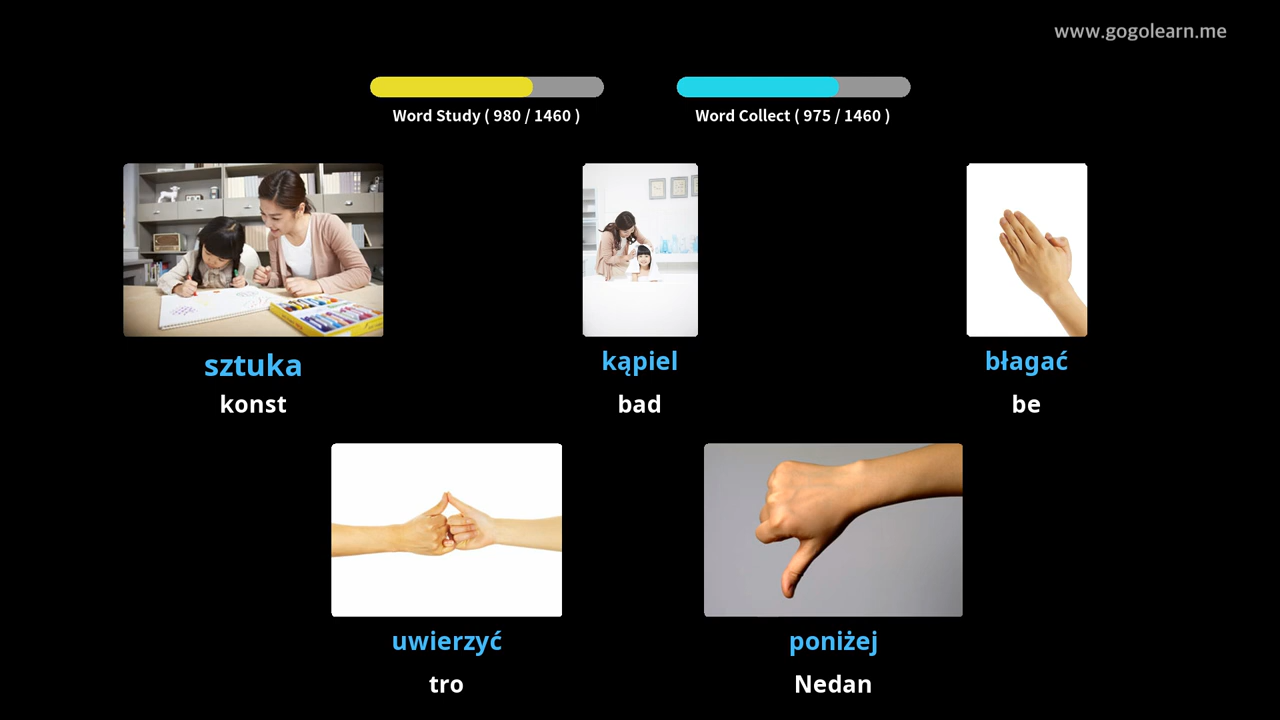 www.gogolearn.me
Word Study ( 980 / 1460 )
Word Collect ( 975 / 1460 )
sztuka
konst
kąpiel
bad
błagać
be
uwierzyć
tro
poniżej
Nedan